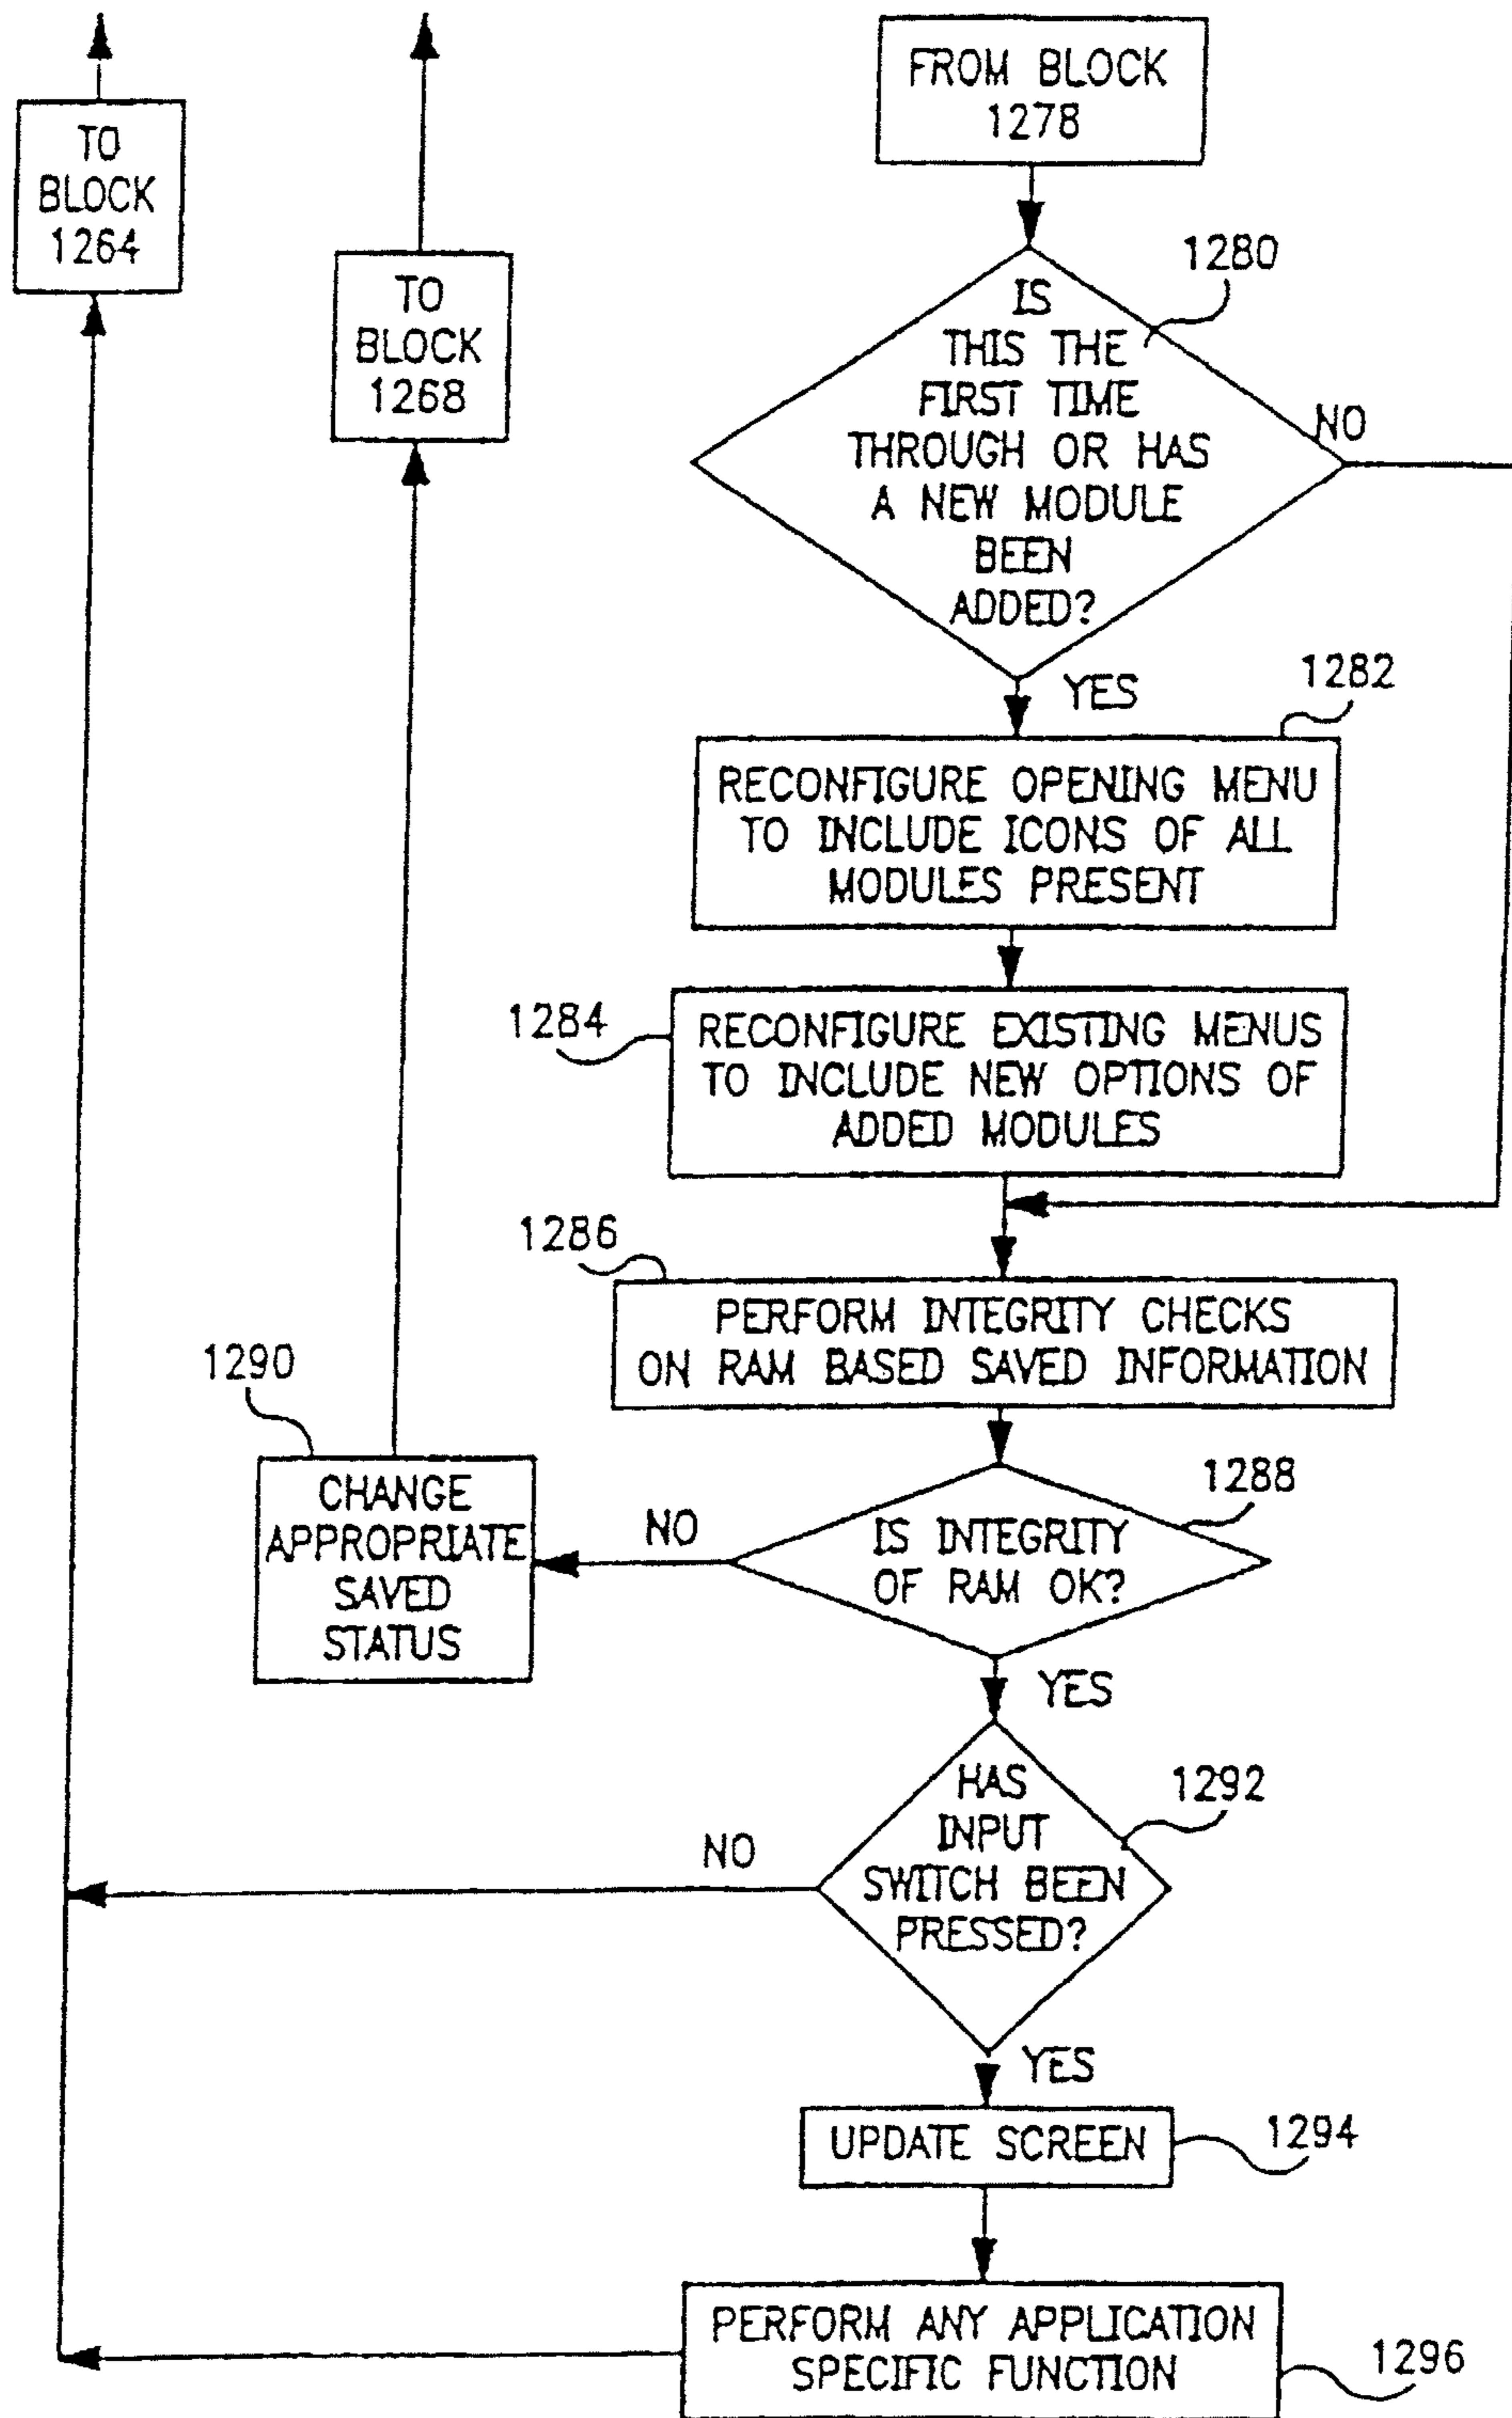 TO
BLOCK
1264
TO
BLOCK
1268
FROM BLOCK
1278
1280
IS
THIS THE
FIRST TIME
THROUGH OR HAS
A NEW MODULE
BEEN
ADDED?
NO
YES
1282
RECONFIGURE OPENING MENU
TO INCLUDE ICONS OF ALL
MODULES PRESENT
1284
RECONFIGURE EXISTING MENUS
TO INCLUDE NEW OPTIONS OF
ADDED MODULES
1286
PERFORM INTEGRITY CHECKS
ON RAM BASED SAVED INFORMATION
1290
CHANGE
APPROPRIATE
SAVED
STATUS
NO
1288
IS INTEGRITY
OF RAM OK?
YES
1292
HAS
INPUT
SWITCH BEEN
PRESSED?
NO
YES
UPDATE SCREEN
1294
PERFORM ANY APPLICATION
SPECIFIC FUNCTION
1296